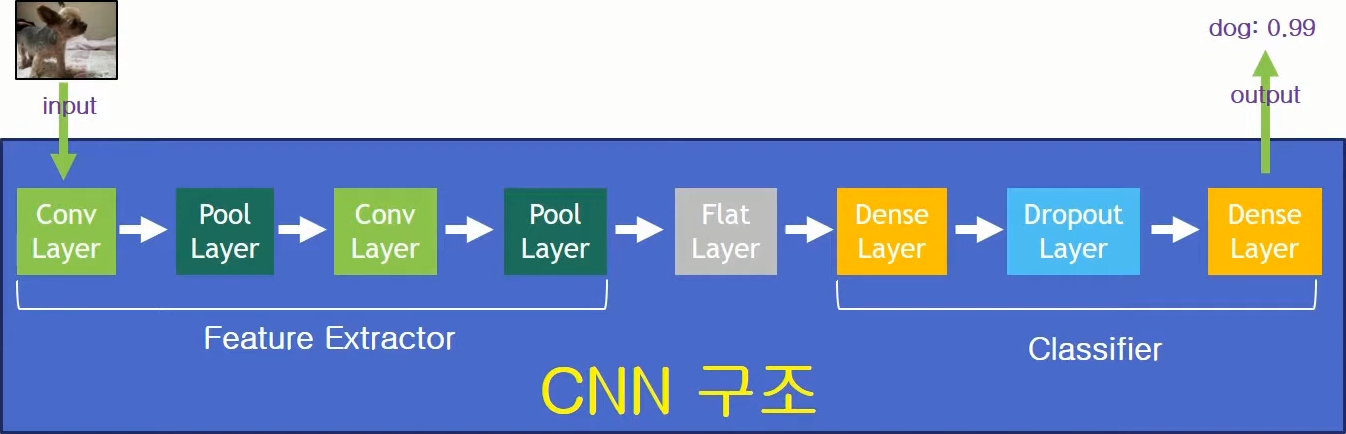 dog: 0.99
input
output
Conv
Layer
Pool
Layer
Conv
Layer
Pool
Layer
Flat
Layer
Dense
Layer
Dropout
Layer
Dense
Layer
Feature Extractor
Classifier
CNN 구조